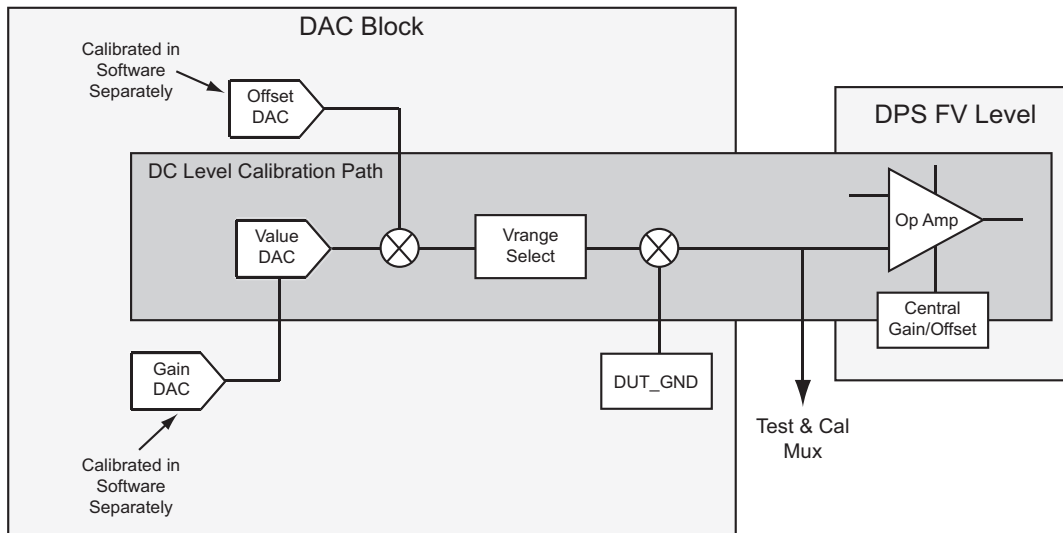 DAC Block
Calibrated in
Software
Separately
Offset
DAC
DPS FV Level
DC Level Calibration Path
Value
DAC
Vrange
Select
Op Amp
Central
Gain/Offset
Gain
DAC
DUT_GND
Test & Cal
Mux
Calibrated in
Software
Separately